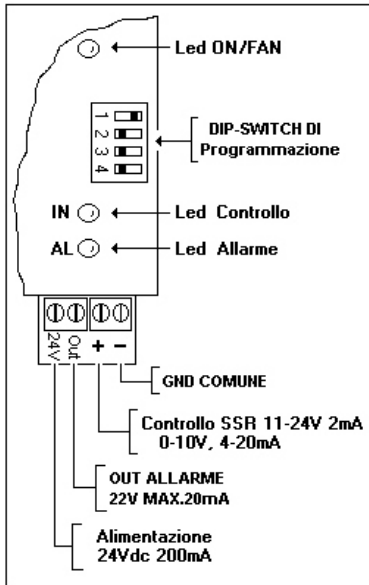 Led ON/FAN
1
2
3
4
DIP-SWITCH DI
Programmazione
IN
Led Controllo
AL
Led Allarme
24V
Out
+
−
GND COMUNE
Controllo SSR 11-24V 2mA
0-10V, 4-20mA
OUT ALLARME
22V MAX.20mA
Alimentazione
24Vdc 200mA